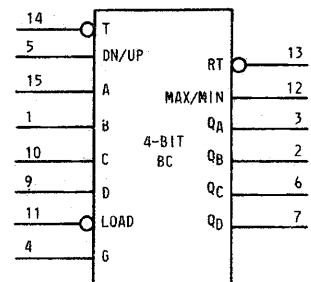 14 T
5 DN/UP
15 A
1 B
10 C
9 D
11 LOAD
4 G
4-BIT
BC
RT 13
MAX/MIN 12
QA 3
QB 2
QC 6
QD 7